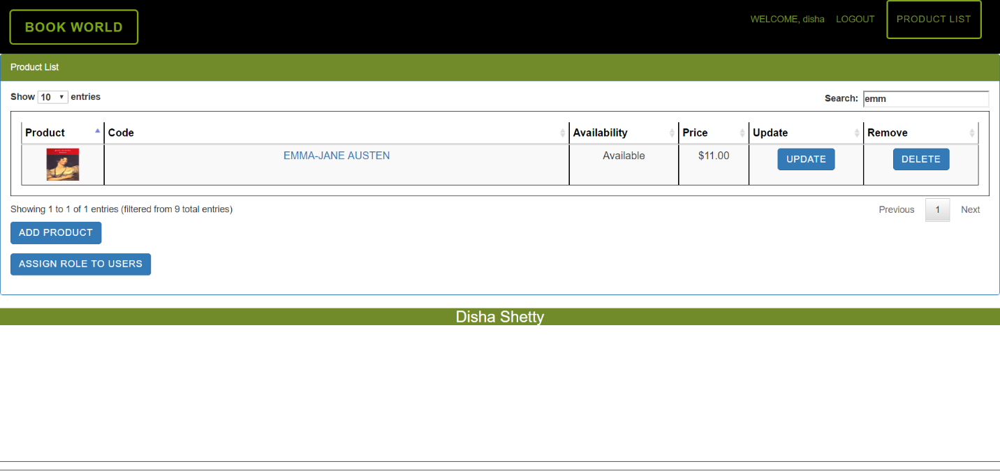 BOOK WORLD
WELCOME, disha LOGOUT PRODUCT LIST
Product List
Show 10 entries
Search: emm
Product Code Availability Price Update Remove
EMMA-JANE AUSTEN Available $11.00 UPDATE DELETE
Showing 1 to 1 of 1 entries (filtered from 9 total entries)
Previous 1 Next
ADD PRODUCT
ASSIGN ROLE TO USERS
Disha Shetty